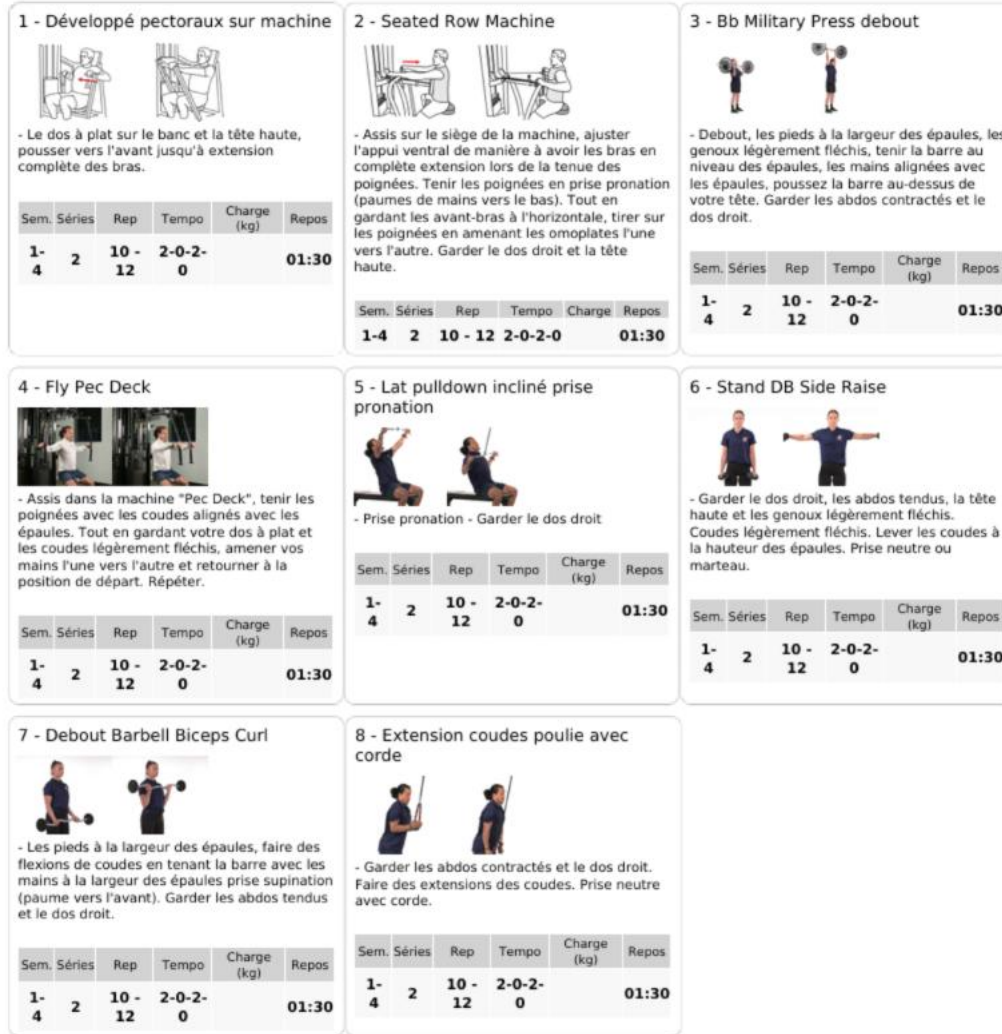 1 - Développé pectoraux sur machine
- Le dos à plat sur le banc et la tête haute,
pousser vers l'avant jusqu'à extension
complète des bras.
Sem. Séries Rep Tempo Charge (kg) Repos
1-4 2 10 - 12 2-0-2-0 01:30
2 - Seated Row Machine
- Assis sur le siège de la machine, ajuster
l'appui ventral de manière à avoir les bras en
complète extension lors de la tenue des
poignées. Tenir les poignées en prise pronation
(paumes de mains vers le bas). Tout en
gardant les avant-bras à l'horizontale, tirer sur
les poignées en amenant les omoplates l'une
vers l'autre. Garder le dos droit et la tête
haute.
Sem. Séries Rep Tempo Charge Repos
1-4 2 10 - 12 2-0-2-0 01:30
3 - Bb Military Press debout
- Debout, les pieds à la largeur des épaules, les
genoux légèrement fléchis, tenir la barre au
niveau des épaules, les mains alignées avec
les épaules, poussez la barre au-dessus de
votre tête. Garder les abdos contractés et le
dos droit.
Sem. Séries Rep Tempo Charge (kg) Repos
1-4 2 10 - 12 2-0-2-0 01:30
4 - Fly Pec Deck
- Assis dans la machine "Pec Deck", tenir les
poignées avec les coudes alignés avec les
épaules. Tout en gardant votre dos à plat et
les coudes légèrement fléchis, amener vos
mains l'une vers l'autre et retourner à la
position de départ. Répéter.
Sem. Séries Rep Tempo Charge (kg) Repos
1-4 2 10 - 12 2-0-2-0 01:30
5 - Lat pulldown incliné prise
pronation
- Prise pronation - Garder le dos droit
Sem. Séries Rep Tempo Charge (kg) Repos
1-4 2 10 - 12 2-0-2-0 01:30
6 - Stand DB Side Raise
- Garder le dos droit, les abdos tendus, la tête
haute et les genoux légèrement fléchis.
Coudes légèrement fléchis. Lever les coudes à
la hauteur des épaules. Prise neutre ou
marteau.
Sem. Séries Rep Tempo Charge (kg) Repos
1-4 2 10 - 12 2-0-2-0 01:30
7 - Debout Barbell Biceps Curl
- Les pieds à la largeur des épaules, faire des
flexions de coudes en tenant la barre avec les
mains à la largeur des épaules prise supination
(paume vers l'avant). Garder les abdos tendus
et le dos droit.
Sem. Séries Rep Tempo Charge (kg) Repos
1-4 2 10 - 12 2-0-2-0 01:30
8 - Extension coudes poulie avec
corde
- Garder les abdos contractés et le dos droit.
Faire des extensions des coudes. Prise neutre
avec corde.
Sem. Séries Rep Tempo Charge (kg) Repos
1-4 2 10 - 12 2-0-2-0 01:30